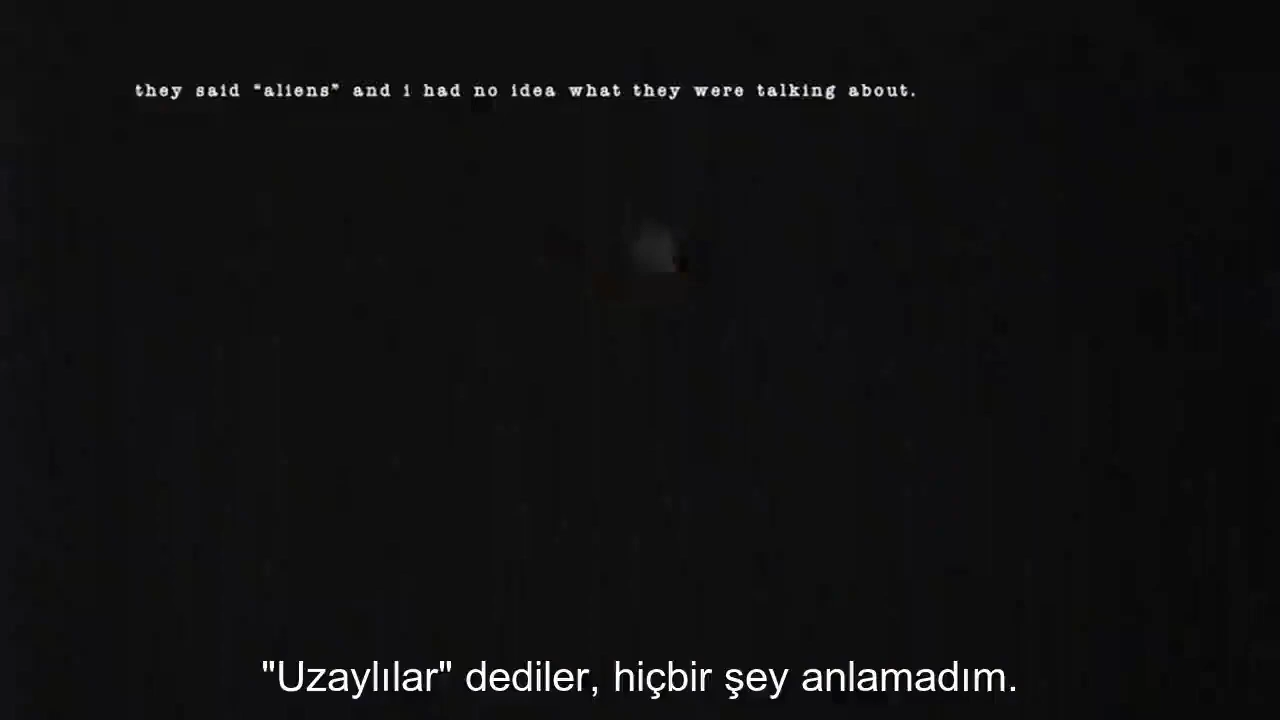 they said “aliens” and i had no idea what they were talking about.
"Uzaylılar" dediler, hiçbir şey anlamadım.